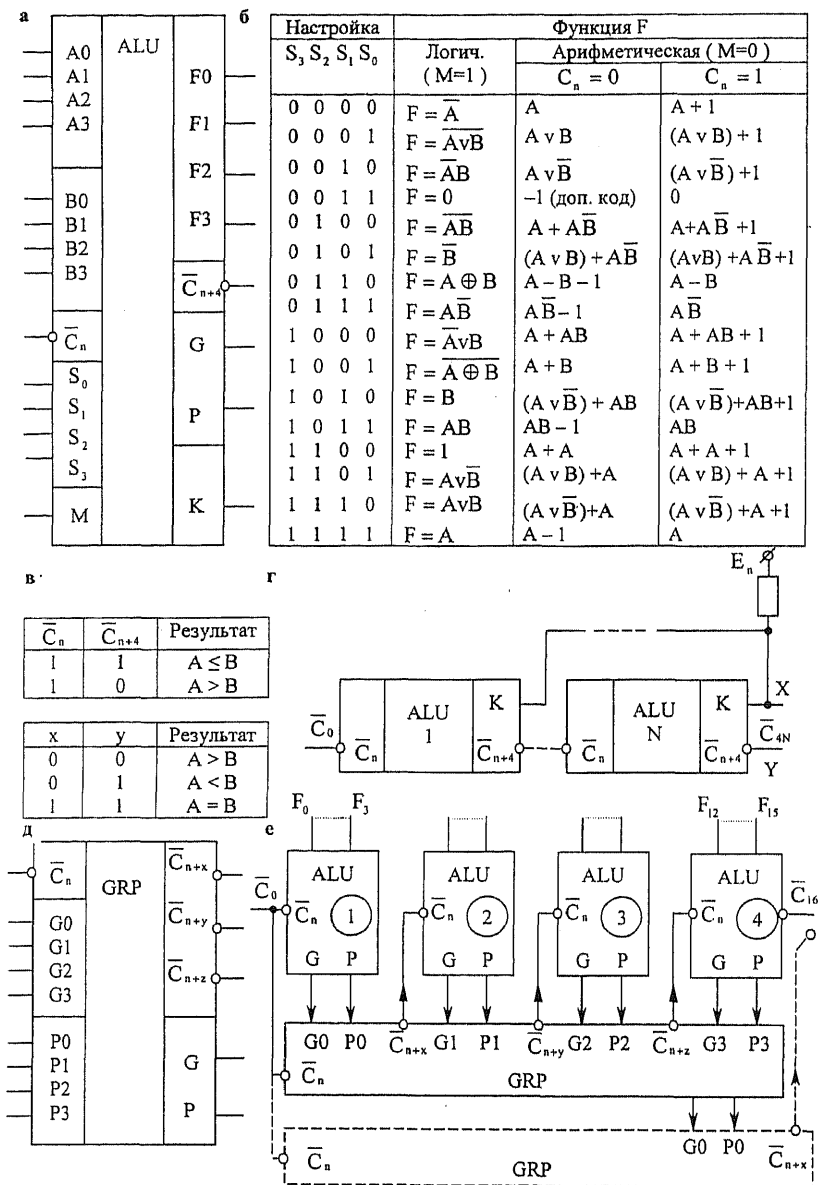 а
ALU
A0
A1
A2
A3
B0
B1
B2
B3
C̅ₙ
S₀
S₁
S₂
S₃
M
F0
F1
F2
F3
C̅ₙ₊₄
G
P
K
б
Настройка Функция F
S₃ S₂ S₁ S₀ Логич. Арифметическая ( M=0 )
( M=1 ) Cₙ = 0 Cₙ = 1
0 0 0 0 F = A̅ A A + 1
0 0 0 1 F = A̅v̅B̅ A v B (A v B) + 1
0 0 1 0 F = A̅B A v B̅ (A v B̅) +1
0 0 1 1 F = 0 −1 (доп. код) 0
0 1 0 0 F = A̅B̅ A + AB̅ A+AB̅ +1
0 1 0 1 F = B̅ (A v B) + AB̅ (AvB) +AB̅+1
0 1 1 0 F = A ⊕ B A − B − 1 A − B
0 1 1 1 F = AB̅ AB̅− 1 AB̅
1 0 0 0 F = A̅vB A + AB A + AB + 1
1 0 0 1 F = A̅ ̅⊕̅ ̅B̅ A + B A + B + 1
1 0 1 0 F = B (A v B̅) + AB (A v B̅)+AB+1
1 0 1 1 F = AB AB − 1 AB
1 1 0 0 F = 1 A + A A + A + 1
1 1 0 1 F = AvB̅ (A v B) +A (A v B) + A +1
1 1 1 0 F = AvB (A v B̅)+A (A v B̅) +A +1
1 1 1 1 F = A A − 1 A
в
C̅ₙ C̅ₙ₊₄ Результат
1 1 A ≤ B
1 0 A > B
x y Результат
0 0 A > B
0 1 A < B
1 1 A = B
г
Eₙ
C̅₀ C̅ₙ ALU 1 K C̅ₙ₊₄
C̅ₙ ALU N K C̅ₙ₊₄
X
C̅₄N
Y
д
GRP
C̅ₙ
G0
G1
G2
G3
P0
P1
P2
P3
C̅ₙ₊ₓ
C̅ₙ₊y
C̅ₙ₊z
G
P
е
F₀ F₃ F₁₂ F₁₅
ALU ALU ALU ALU
C̅₀ C̅ₙ 1 C̅ₙ 2 C̅ₙ 3 C̅ₙ 4 C̅₁₆
G P G P G P G P
G0 P0 C̅ₙ₊ₓ G1 P1 C̅ₙ₊y G2 P2 C̅ₙ₊z G3 P3
C̅ₙ GRP
G0 P0 C̅ₙ₊ₓ
C̅ₙ GRP